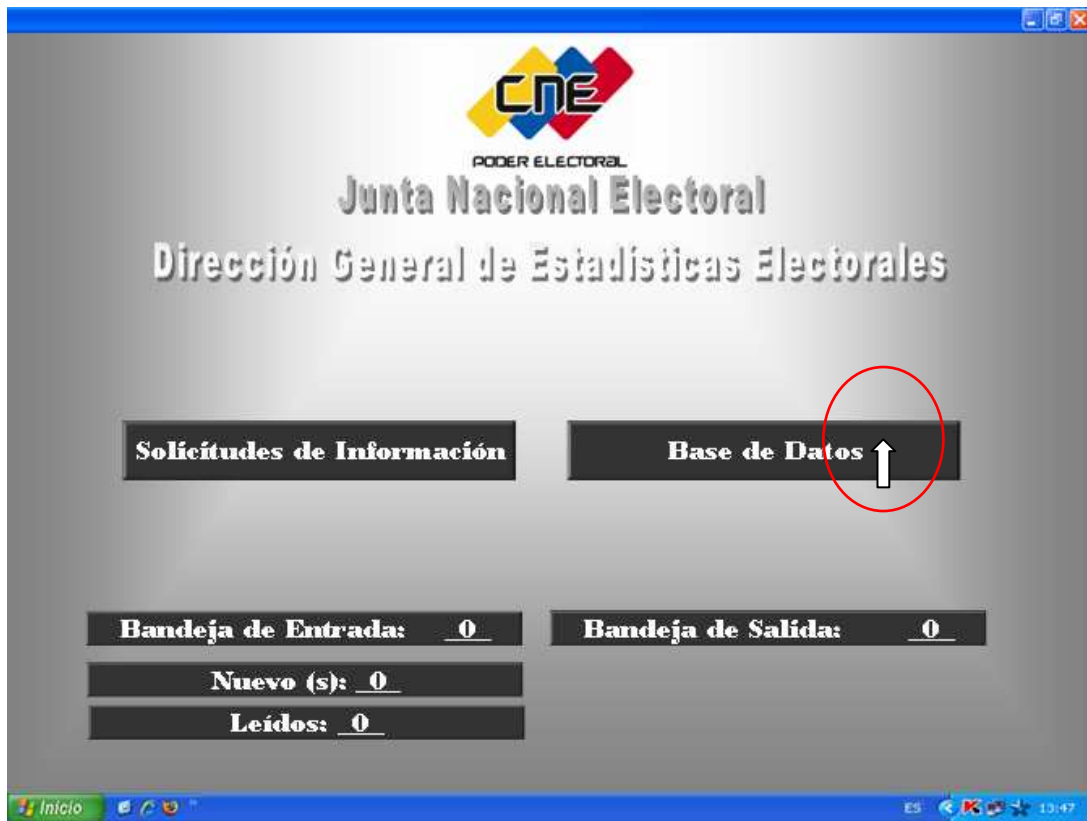 CNE
PODER ELECTORAL
Junta Nacional Electoral
Dirección General de Estadísticas Electorales
Solicitudes de Información
Base de Datos
Bandeja de Entrada: 0
Bandeja de Salida: 0
Nuevo (s): 0
Leídos: 0
Inicio
ES
13:47